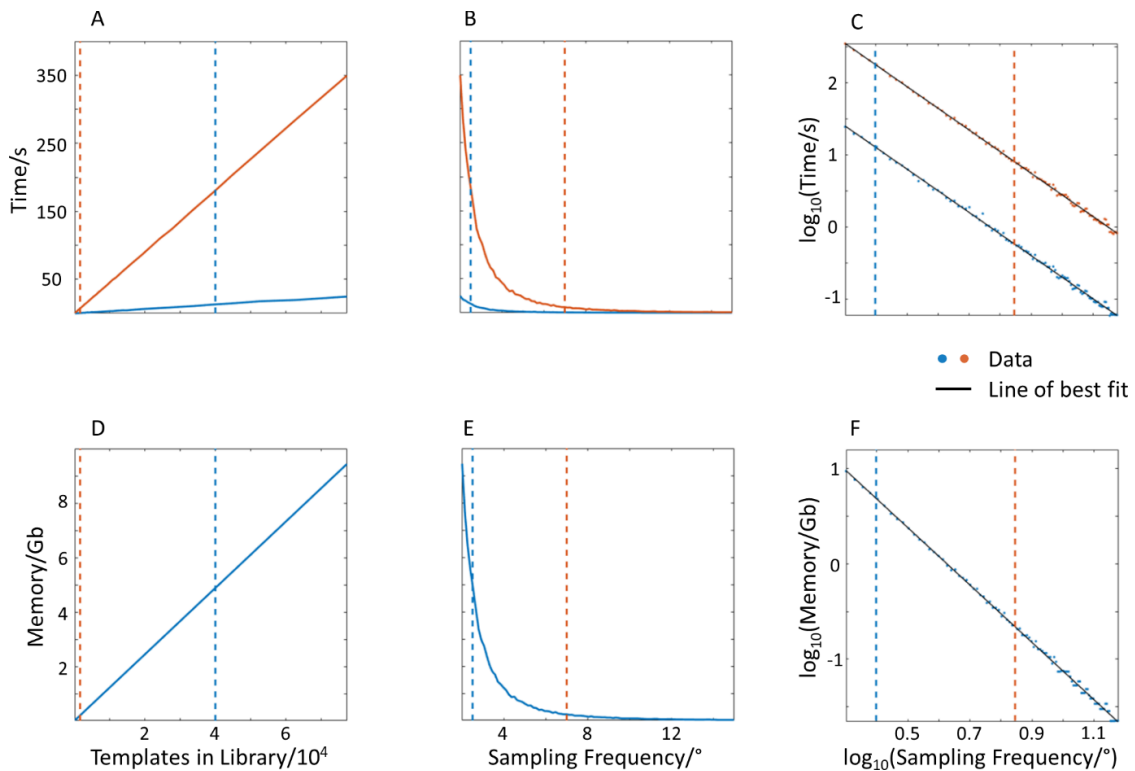 A
B
C
350
250
150
50
Time/s
2
1
0
-1
log10(Time/s)
Data
Line of best fit
D
E
F
8
6
4
2
Memory/Gb
1
0
-1
log10(Memory/Gb)
2 4 6
4 8 12
0.5 0.7 0.9 1.1
Templates in Library/10⁴
Sampling Frequency/°
log₁₀(Sampling Frequency/°)